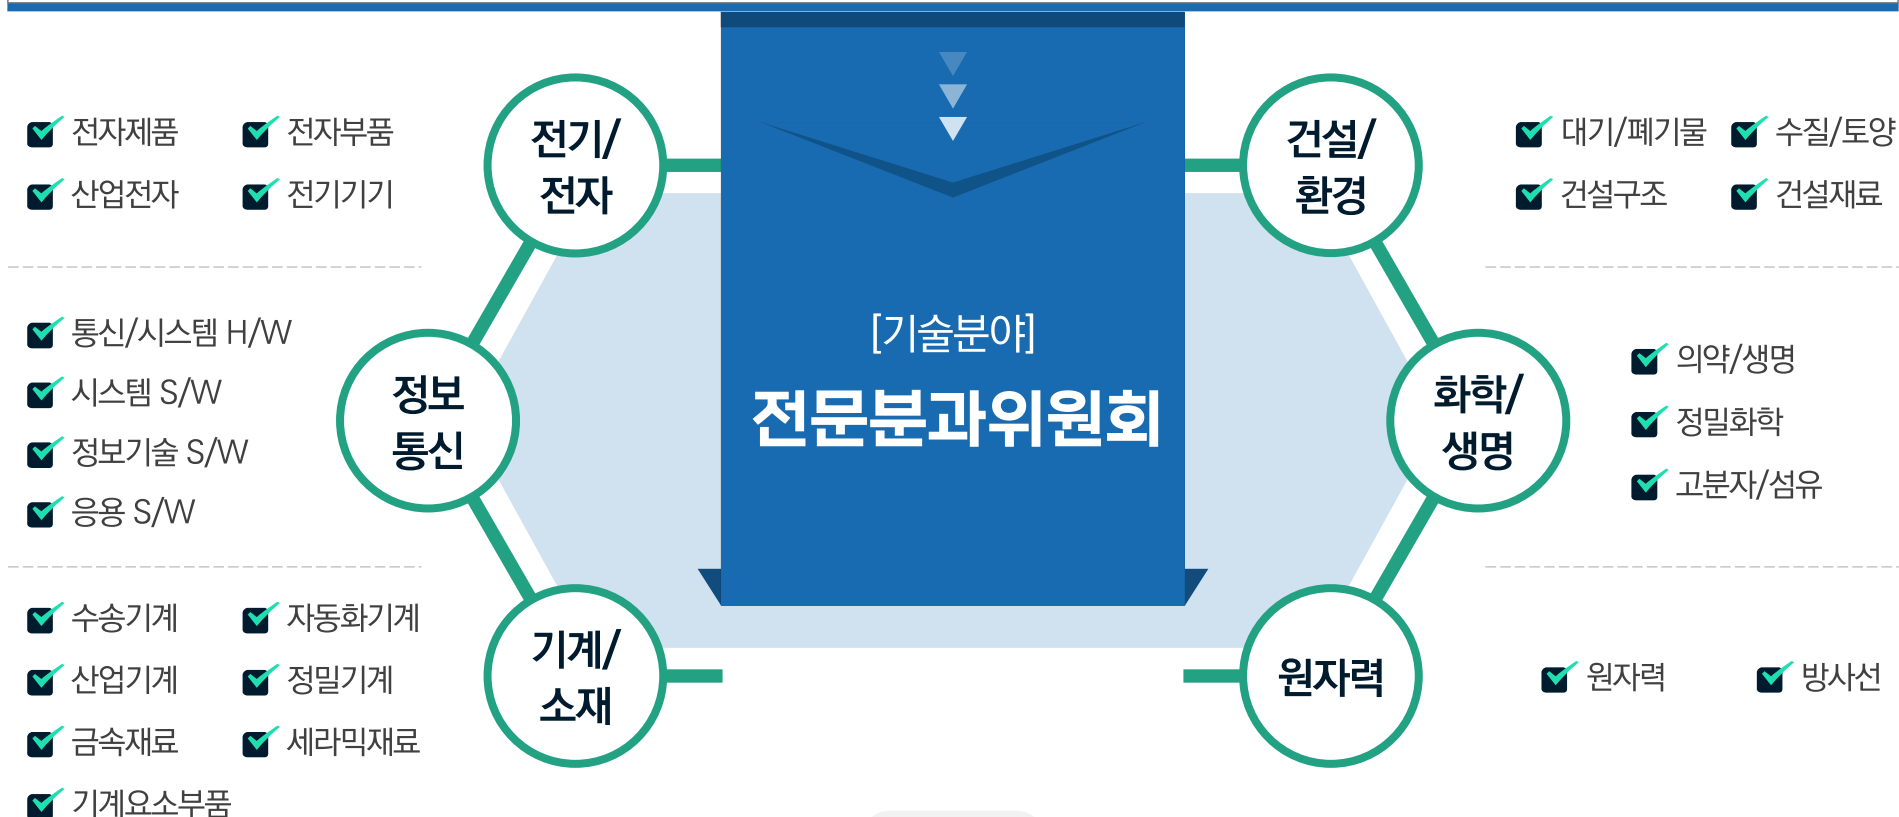 전자제품 전자부품
산업전자 전기기기
전기/
전자
통신/시스템 H/W
시스템 S/W
정보기술 S/W
응용 S/W
정보
통신
수송기계 자동화기계
산업기계 정밀기계
금속재료 세라믹재료
기계요소부품
기계/
소재
[기술분야]
전문분과위원회
건설/
환경
대기/폐기물 수질/토양
건설구조 건설재료
화학/
생명
의약/생명
정밀화학
고분자/섬유
원자력
원자력 방사선